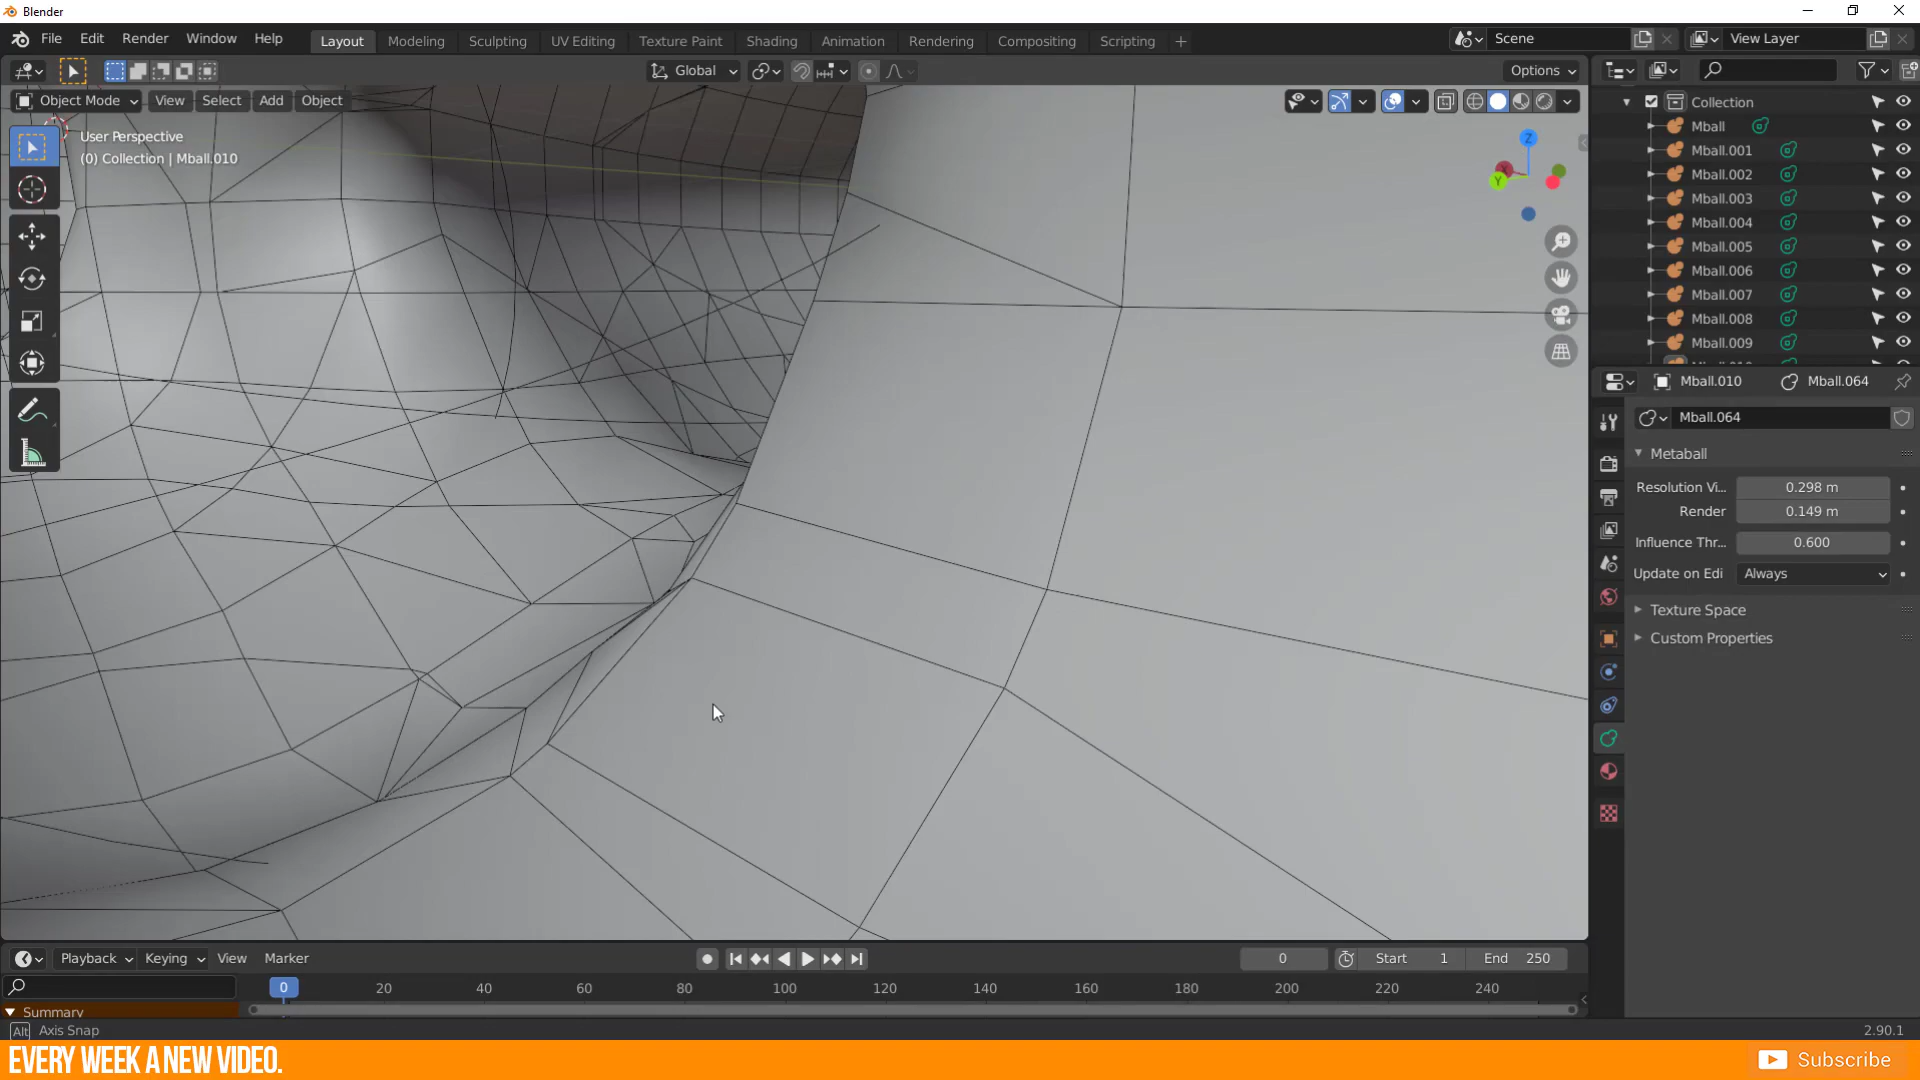 Blender
File Edit Render Window Help Layout Modeling Sculpting UV Editing Texture Paint Shading Animation Rendering Compositing Scripting Scene View Layer
Global Options
Object Mode View Select Add Object
User Perspective
(0) Collection | Mball.010
Z
Y
Collection
Mball
Mball.001
Mball.002
Mball.003
Mball.004
Mball.005
Mball.006
Mball.007
Mball.008
Mball.009
Mball.010 Mball.064
Mball.064
Metaball
Resolution Vi... 0.298 m
Render 0.149 m
Influence Thr... 0.600
Update on Edi Always
Texture Space
Custom Properties
Playback Keying View Marker 0 Start 1 End 250
0 20 40 60 80 100 120 140 160 180 200 220 240
Summary
Alt Axis Snap 2.90.1
EVERY WEEK A NEW VIDEO. Subscribe